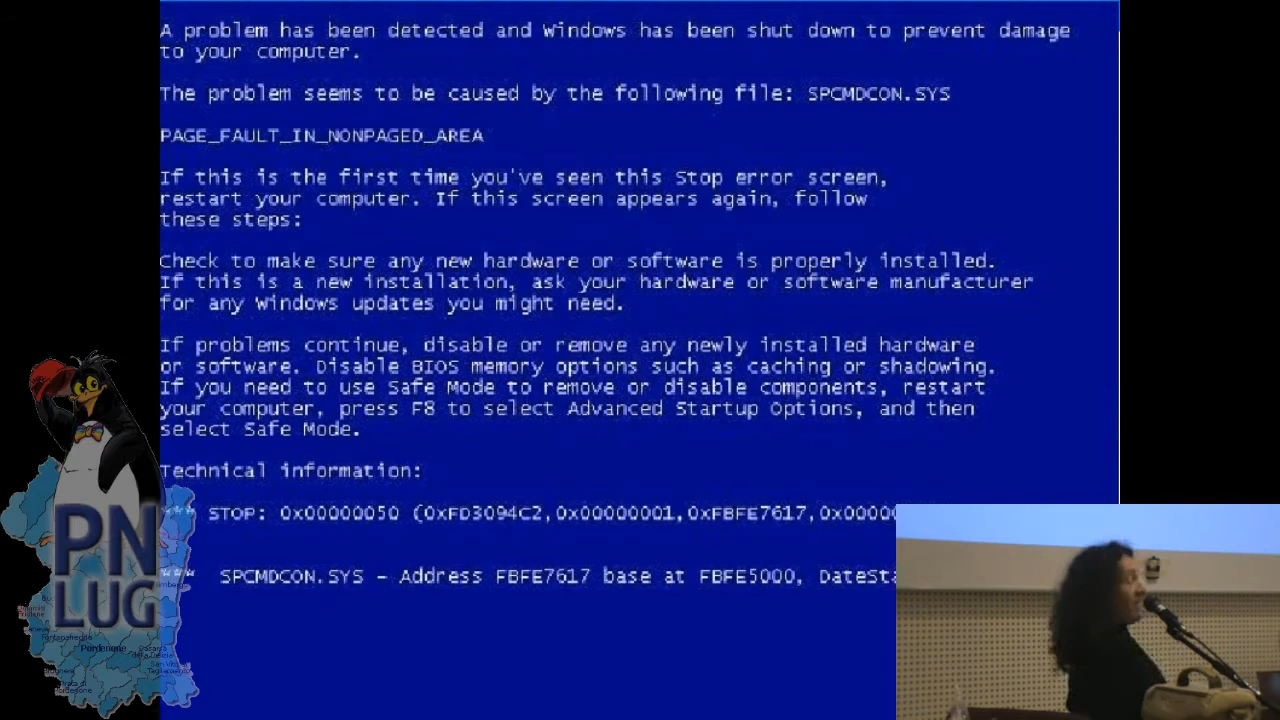 A problem has been detected and Windows has been shut down to prevent damage
to your computer.
The problem seems to be caused by the following file: SPCMDCON.SYS
PAGE_FAULT_IN_NONPAGED_AREA
If this is the first time you've seen this Stop error screen,
restart your computer. If this screen appears again, follow
these steps:
Check to make sure any new hardware or software is properly installed.
If this is a new installation, ask your hardware or software manufacturer
for any Windows updates you might need.
If problems continue, disable or remove any newly installed hardware
or software. Disable BIOS memory options such as caching or shadowing.
If you need to use Safe Mode to remove or disable components, restart
your computer, press F8 to select Advanced Startup Options, and then
select Safe Mode.
Technical information:
*** STOP: 0x00000050 (0xFD3094C2,0x00000001,0xFBFE7617,0x0000
*** SPCMDCON.SYS - Address FBFE7617 base at FBFE5000, DateSt
PN
LUG
Fontanafredda
Pordenone